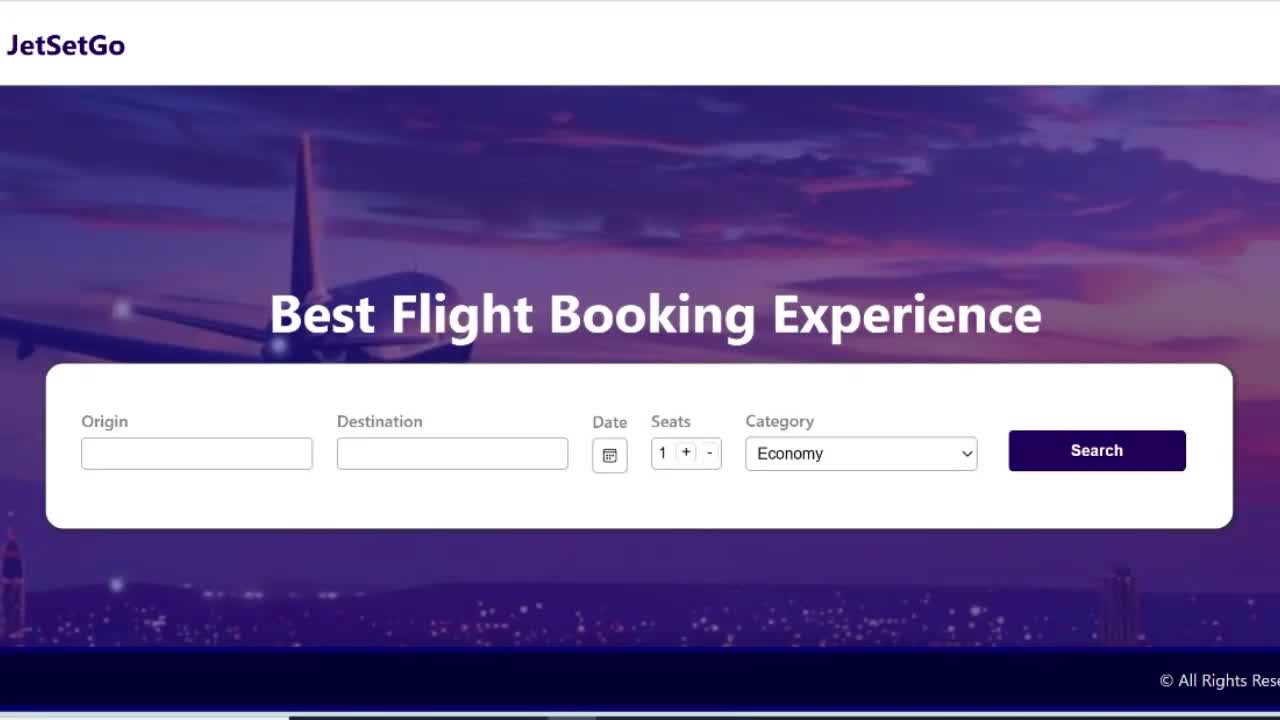 JetSetGo
Best Flight Booking Experience
Origin
Destination
Date
Seats
Category
1 + -
Economy
Search
© All Rights Rese